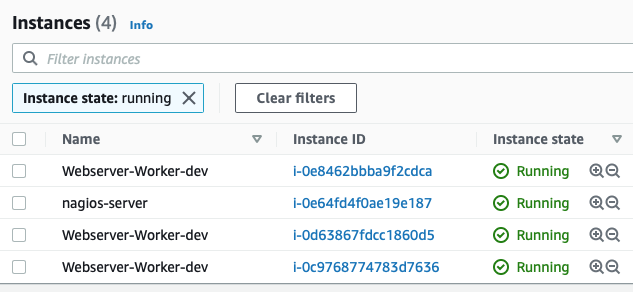 Instances (4) Info
Filter instances
Instance state: running Clear filters
Name Instance ID Instance state
Webserver-Worker-dev i-0e8462bbba9f2cdca Running
nagios-server i-0e64fd4f0ae19e187 Running
Webserver-Worker-dev i-0d63867fdcc1860d5 Running
Webserver-Worker-dev i-0c9768774783d7636 Running